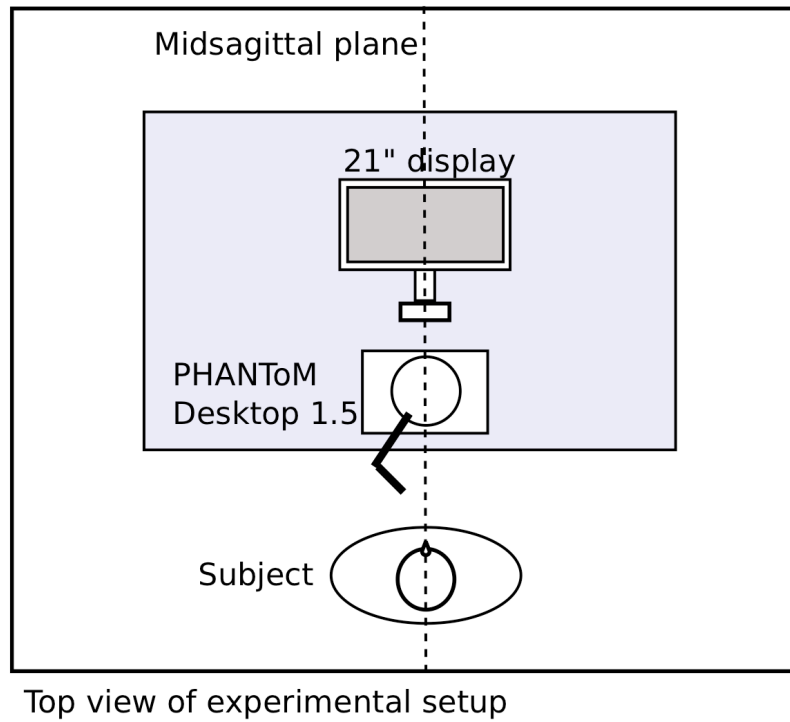 Midsagittal plane
21" display
PHANToM
Desktop 1.5
Subject
Top view of experimental setup